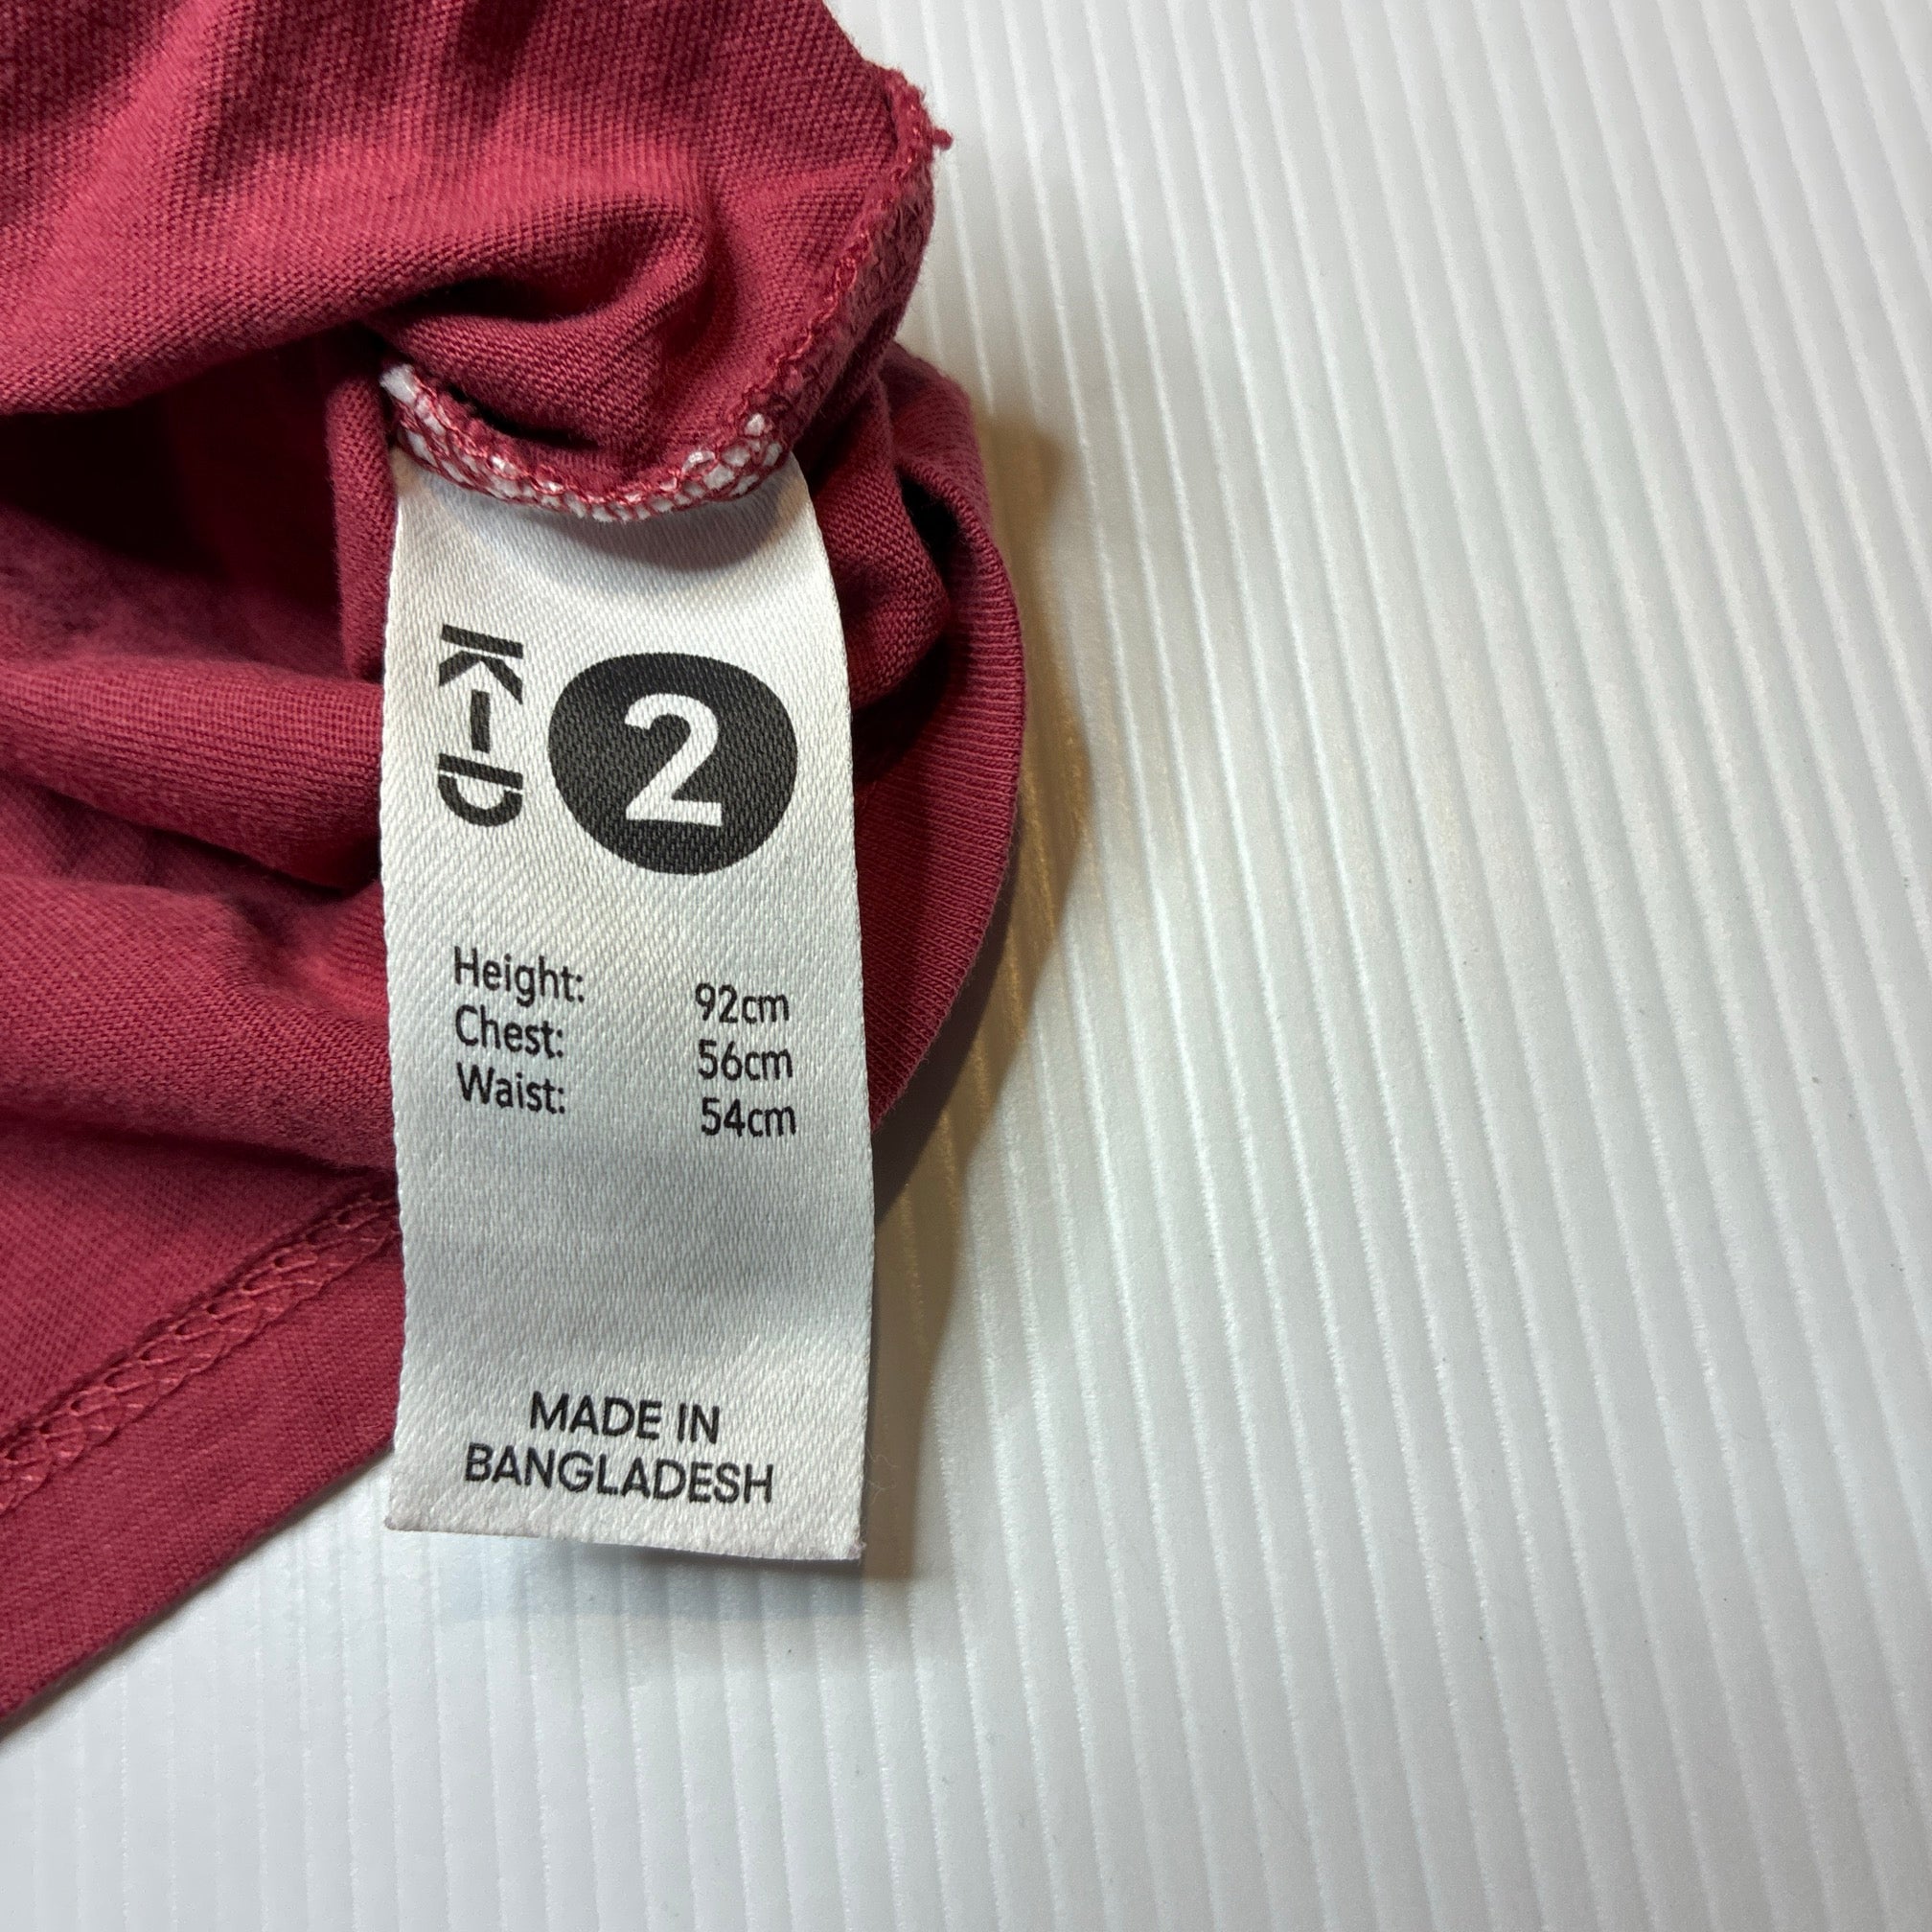 K-D
2
Height: 92cm
Chest: 56cm
Waist: 54cm
MADE IN
BANGLADESH